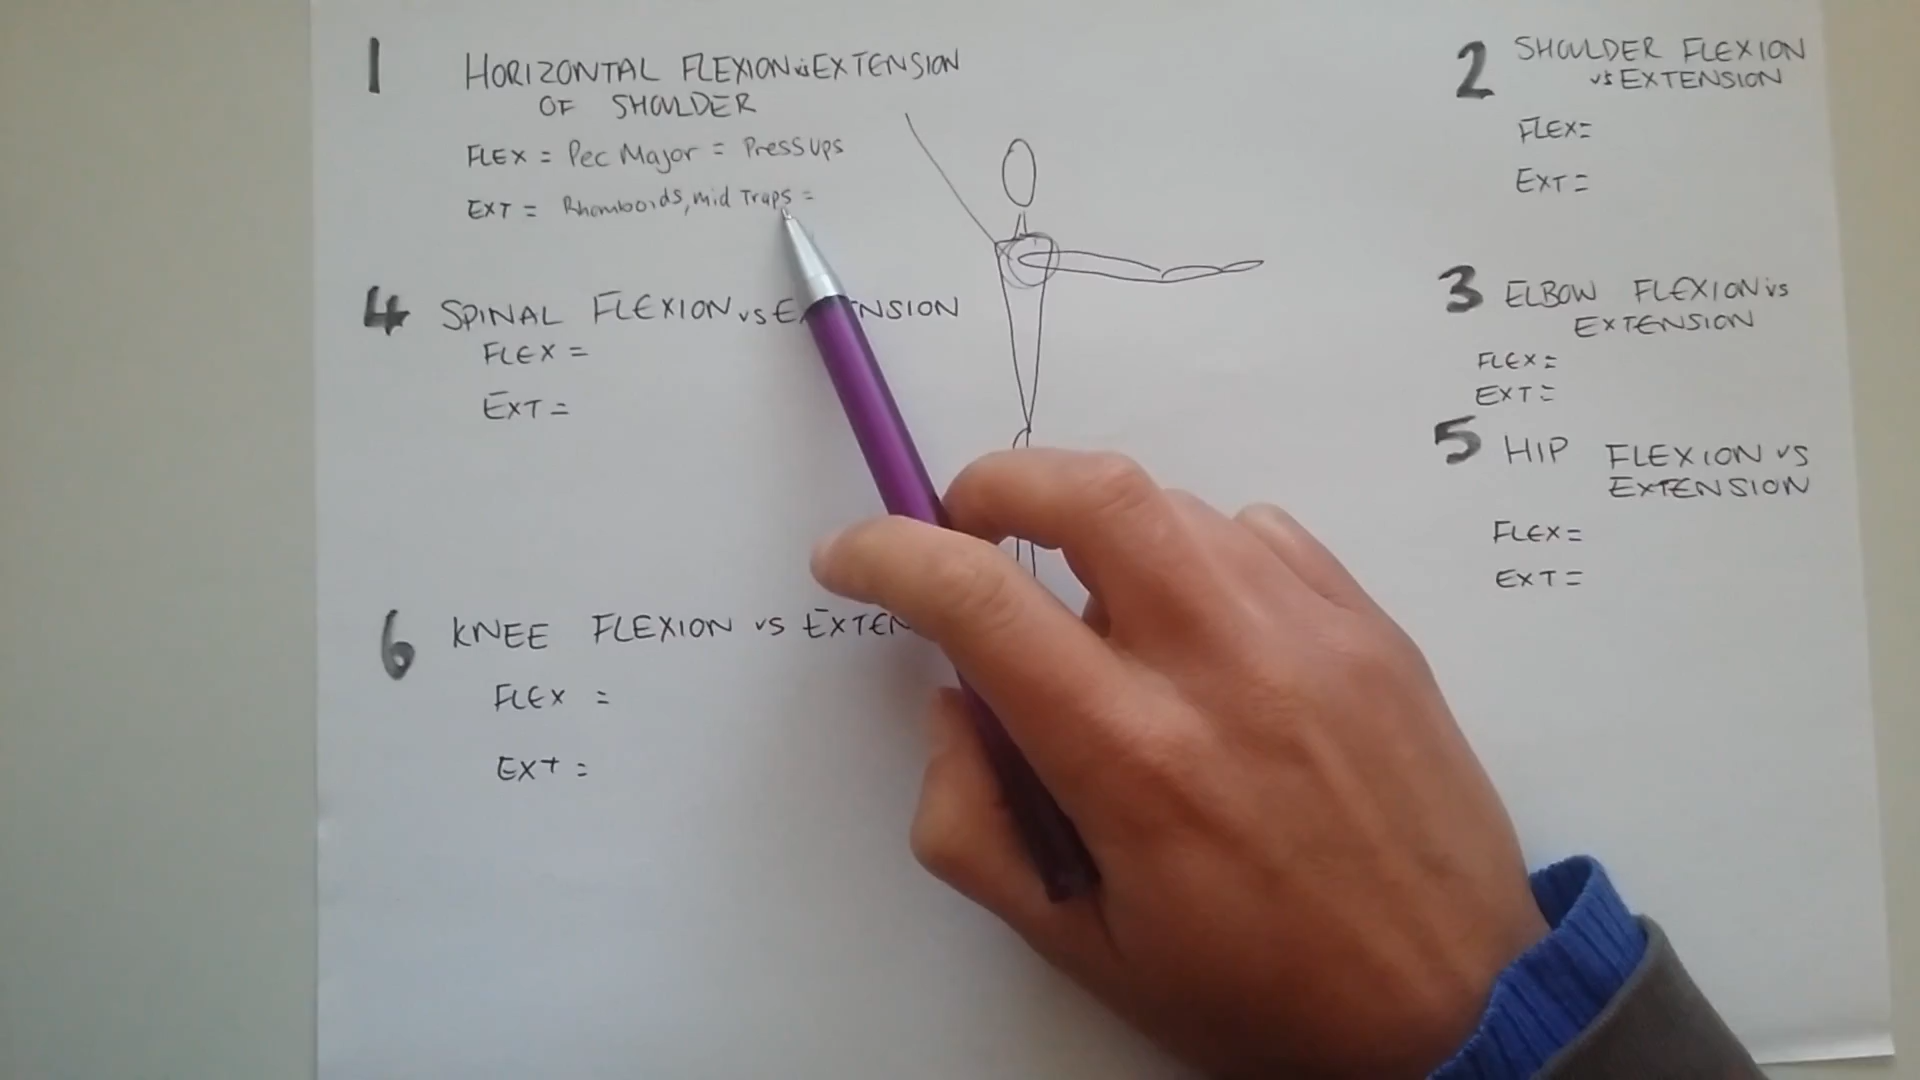 1
HORIZONTAL FLEXION vs EXTENSION
OF SHOULDER
FLEX = Pec Major = Press ups
EXT = Rhomboids, mid Traps =
2
SHOULDER FLEXION
vs EXTENSION
FLEX=
EXT=
3
ELBOW FLEXION vs
EXTENSION
FLEX=
EXT=
4
SPINAL FLEXION vs E NSION
FLEX =
EXT =
5
HIP FLEXION VS
EXTENSION
FLEX=
EXT=
6
KNEE FLEXION vs EXTEN
FLEX =
EXT =